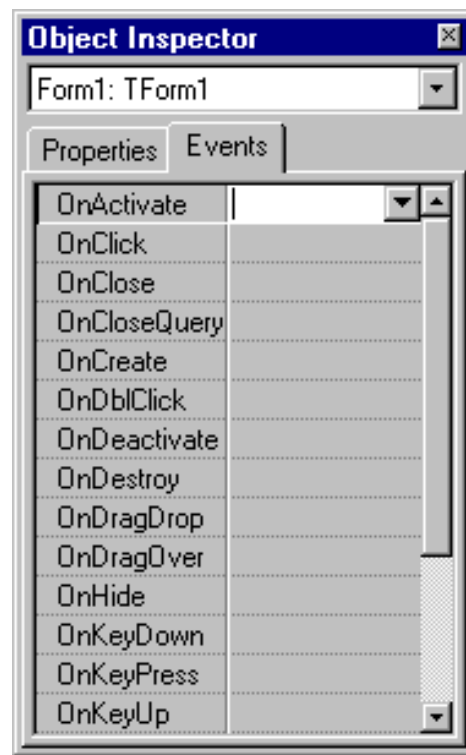 Object Inspector
Form1: TForm1
Properties Events
OnActivate
OnClick
OnClose
OnCloseQuery
OnCreate
OnDblClick
OnDeactivate
OnDestroy
OnDragDrop
OnDragOver
OnHide
OnKeyDown
OnKeyPress
OnKeyUp